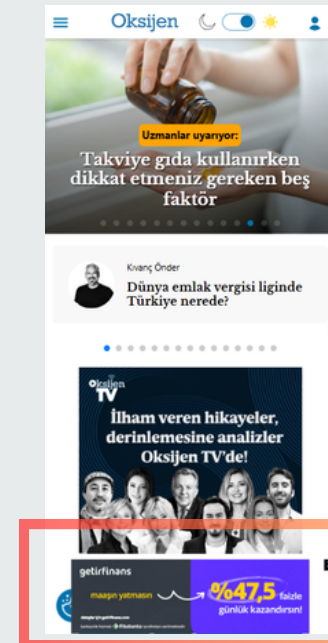 Oksijen
Uzmanlar uyarıyor:
Takviye gıda kullanırken
dikkat etmeniz gereken beş
faktör
Kıvanç Önder
Dünya emlak vergisi liginde
Türkiye nerede?
Oksijen
TV
İlham veren hikayeler,
derinlemesine analizler
Oksijen TV'de!
getirfinans
maaşın yatmasın
%47,5 faizle
günlük kazandırsın!